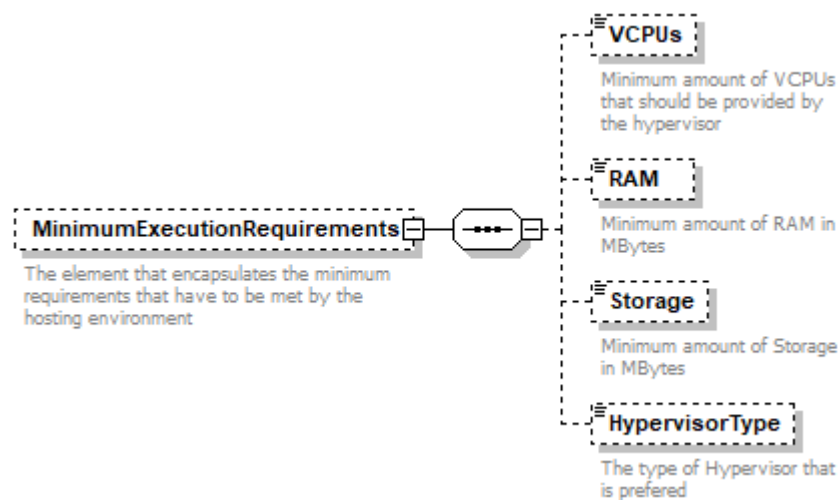 VCPUs
Minimum amount of VCPUs
that should be provided by
the hypervisor
RAM
Minimum amount of RAM in
MBytes
MinimumExecutionRequirements
The element that encapsulates the minimum
requirements that have to be met by the
hosting environment
Storage
Minimum amount of Storage
in MBytes
HypervisorType
The type of Hypervisor that
is prefered